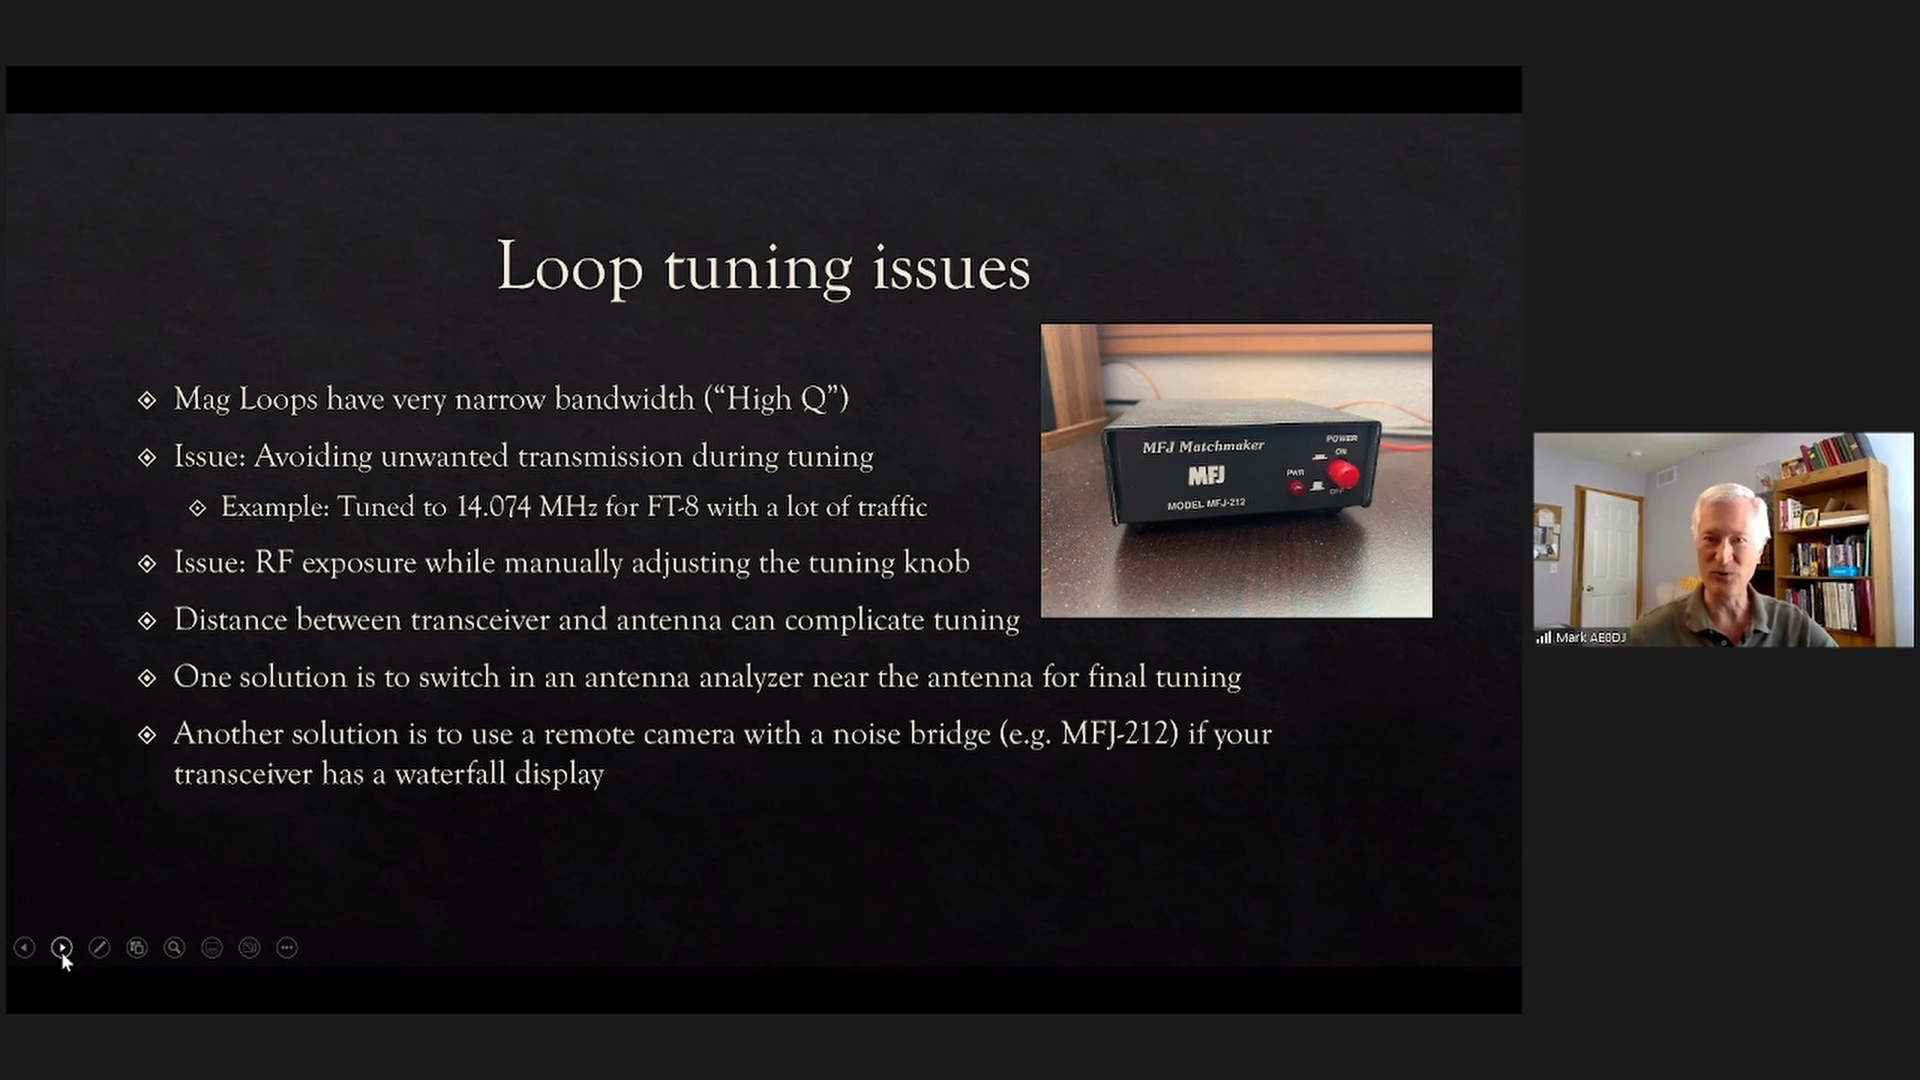 Loop tuning issues
Mag Loops have very narrow bandwidth (“High Q”)
Issue: Avoiding unwanted transmission during tuning
Example: Tuned to 14.074 MHz for FT-8 with a lot of traffic
Issue: RF exposure while manually adjusting the tuning knob
Distance between transceiver and antenna can complicate tuning
One solution is to switch in an antenna analyzer near the antenna for final tuning
Another solution is to use a remote camera with a noise bridge (e.g. MFJ-212) if your
transceiver has a waterfall display
MFJ Matchmaker
POWER
ON
MFJ
PWR
OFF
MODEL MFJ-212